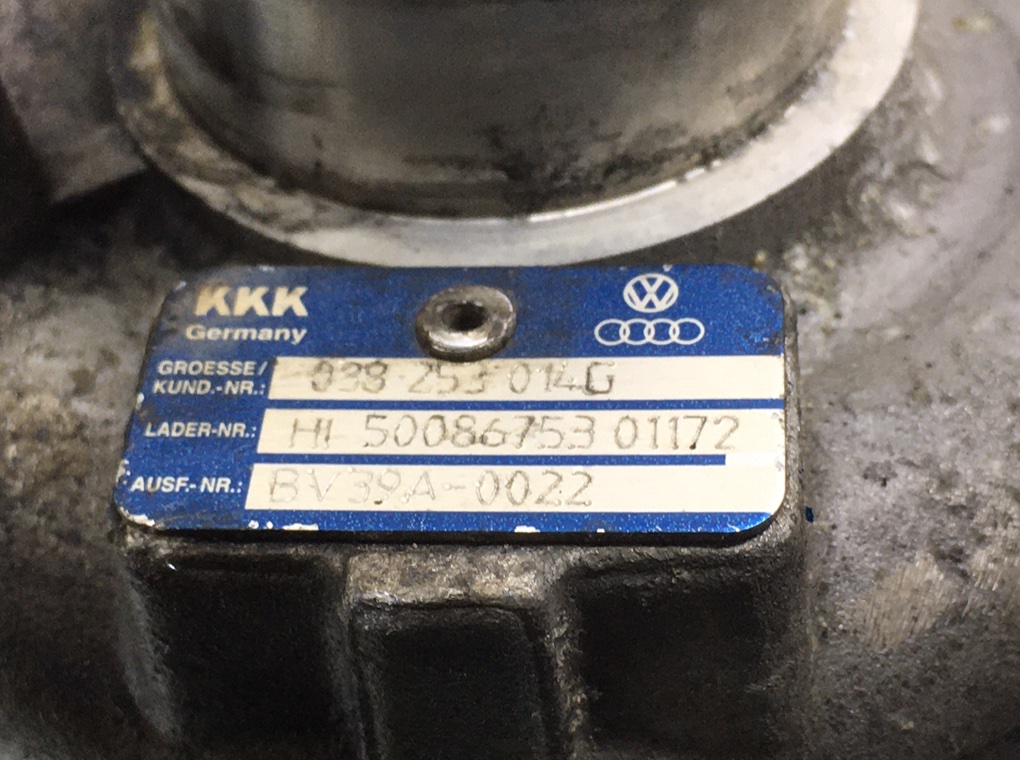 KKK
Germany
GROESSE/
KUND.-NR.: 038 253 014G
LADER-NR.: HI 50086753 01172
AUSF.-NR.: BV39A-0022